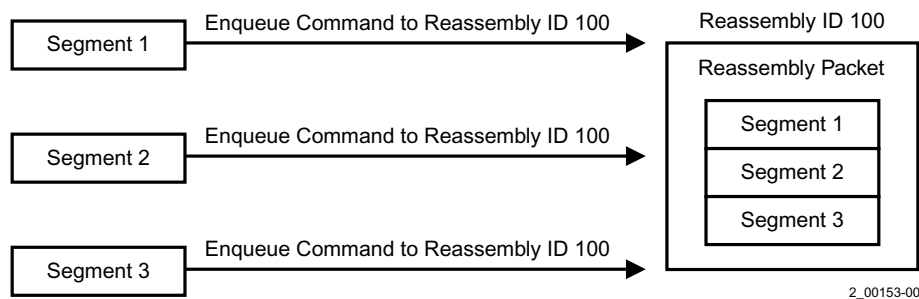 Segment 1
Enqueue Command to Reassembly ID 100
Reassembly ID 100
Reassembly Packet
Segment 1
Segment 2
Segment 3
Segment 2
Enqueue Command to Reassembly ID 100
Segment 3
Enqueue Command to Reassembly ID 100
2_00153-00